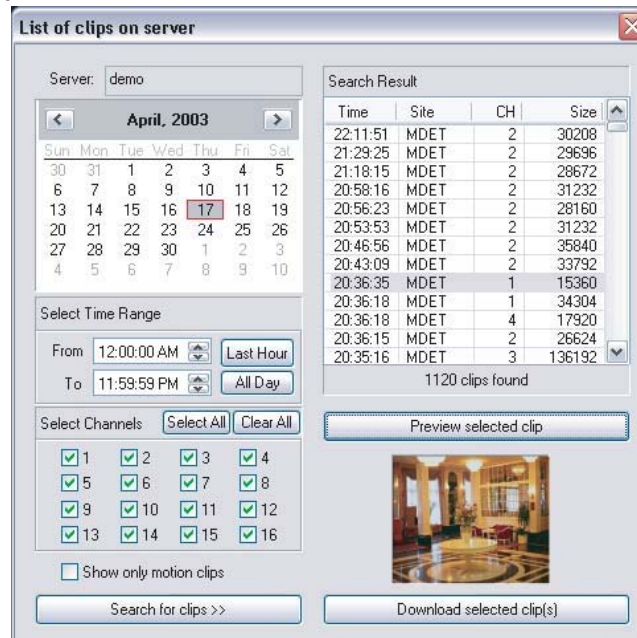 List of clips on server
Server: demo
April, 2003
Sun Mon Tue Wed Thu Fri Sat
30 31 1 2 3 4 5
6 7 8 9 10 11 12
13 14 15 16 17 18 19
20 21 22 23 24 25 26
27 28 29 30 1 2 3
4 5 6 7 8 9 10
Select Time Range
From 12:00:00 AM Last Hour
To 11:59:59 PM All Day
Select Channels Select All Clear All
1 2 3 4
5 6 7 8
9 10 11 12
13 14 15 16
Show only motion clips
Search for clips >>
Search Result
Time Site CH Size
22:11:51 MDET 2 30208
21:29:25 MDET 2 29696
21:18:15 MDET 2 28672
20:58:16 MDET 2 31232
20:56:23 MDET 2 28160
20:53:53 MDET 2 31232
20:46:56 MDET 2 35840
20:43:09 MDET 2 33792
20:36:35 MDET 1 15360
20:36:18 MDET 1 34304
20:36:18 MDET 4 17920
20:36:15 MDET 2 26624
20:35:16 MDET 3 136192
1120 clips found
Preview selected clip
Download selected clip(s)